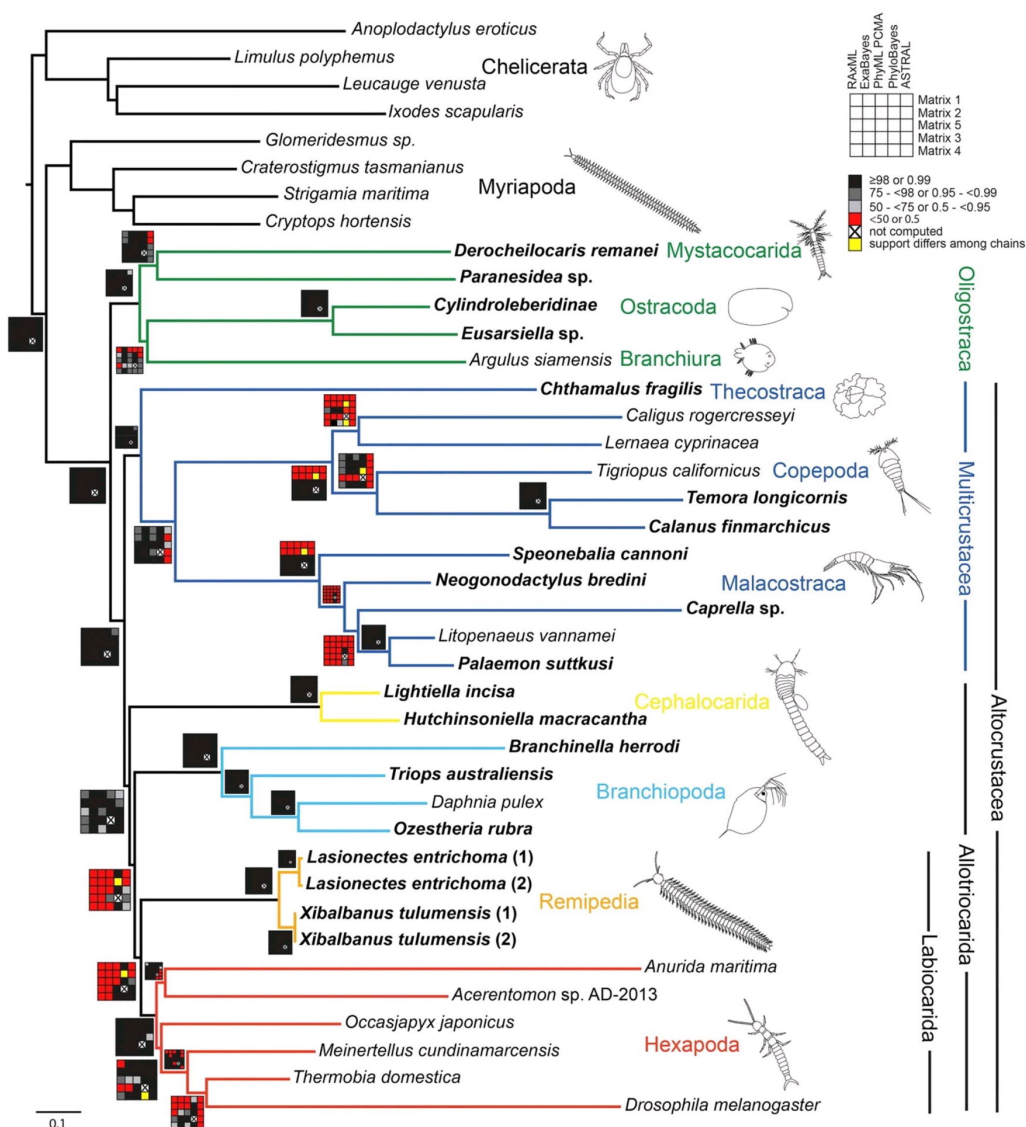 Anoplodactylus eroticus
Limulus polyphemus
Chelicerata
Leucauge venusta
Ixodes scapularis
RAxML
ExaBayes
PhyML PCMA
PhyloBayes
ASTRAL
Matrix 1
Matrix 2
Matrix 5
Matrix 3
Matrix 4
≥98 or 0.99
75 - <98 or 0.95 - <0.99
50 - <75 or 0.5 - <0.95
<50 or 0.5
not computed
support differs among chains
Glomeridesmus sp.
Craterostigmus tasmanianus
Myriapoda
Strigamia maritima
Cryptops hortensis
Derocheilocaris remanei Mystacocarida
Paranesidea sp.
Cylindroleberidinae
Ostracoda
Eusarsiella sp.
Argulus siamensis Branchiura
Oligostraca
Chthamalus fragilis Thecostraca
Caligus rogercresseyi
Lernaea cyprinacea
Tigriopus californicus Copepoda
Temora longicornis
Calanus finmarchicus
Speonebalia cannoni
Neogonodactylus bredini
Malacostraca
Caprella sp.
Litopenaeus vannamei
Palaemon suttkusi
Multicrustacea
Lightiella incisa
Cephalocarida
Hutchinsoniella macracantha
Branchinella herrodi
Triops australiensis
Branchiopoda
Daphnia pulex
Ozestheria rubra
Altocrustacea
Lasionectes entrichoma (1)
Lasionectes entrichoma (2)
Remipedia
Xibalbanus tulumensis (1)
Xibalbanus tulumensis (2)
Allotriocarida
Labiocarida
Anurida maritima
Acerentomon sp. AD-2013
Occasjapyx japonicus
Hexapoda
Meinertellus cundinamarcensis
Thermobia domestica
Drosophila melanogaster
0.1